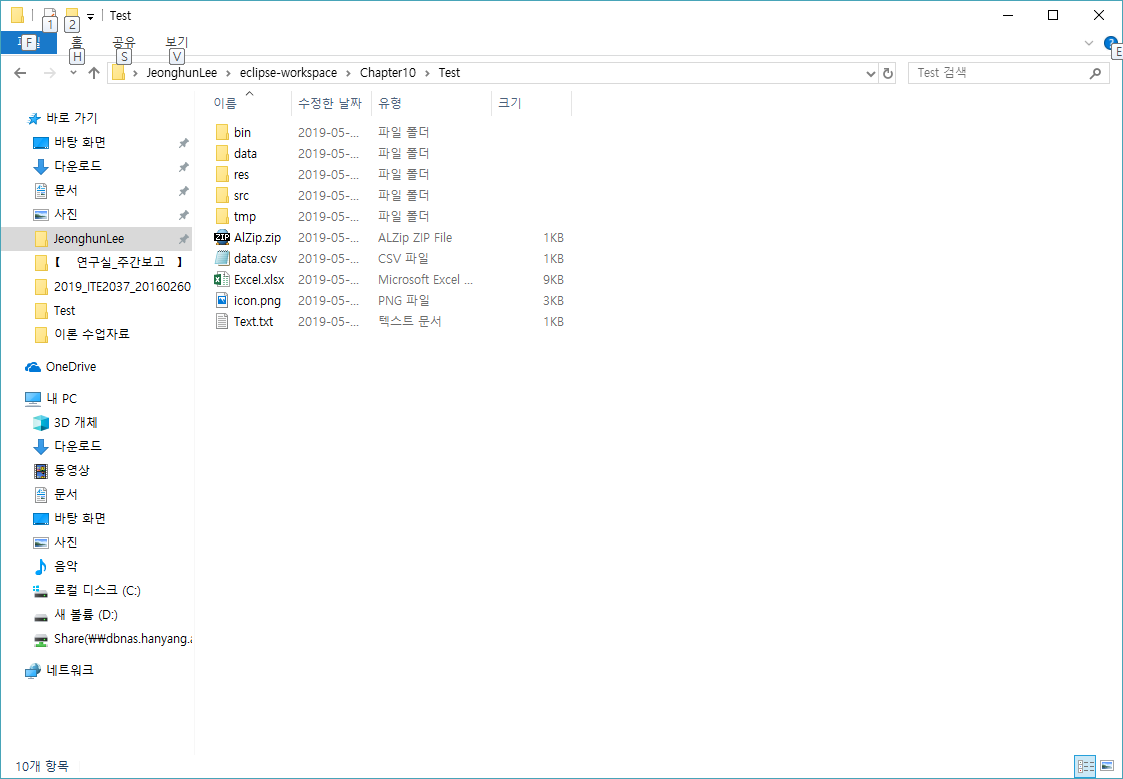 1 2 Test
F H S V E
홈 공유 보기
JeonghunLee › eclipse-workspace › Chapter10 › Test
Test 검색
이름 수정한 날짜 유형 크기
bin 2019-05-... 파일 폴더
data 2019-05-... 파일 폴더
res 2019-05-... 파일 폴더
src 2019-05-... 파일 폴더
tmp 2019-05-... 파일 폴더
AlZip.zip 2019-05-... ALZip ZIP File 1KB
data.csv 2019-05-... CSV 파일 1KB
Excel.xlsx 2019-05-... Microsoft Excel ... 9KB
icon.png 2019-05-... PNG 파일 3KB
Text.txt 2019-05-... 텍스트 문서 1KB
바로 가기
바탕 화면
다운로드
문서
사진
JeonghunLee
【 연구실_주간보고 】
2019_ITE2037_20160260
Test
이론 수업자료
OneDrive
내 PC
3D 개체
다운로드
동영상
문서
바탕 화면
사진
음악
로컬 디스크 (C:)
새 볼륨 (D:)
Share(₩₩dbnas.hanyang.a
네트워크
10개 항목